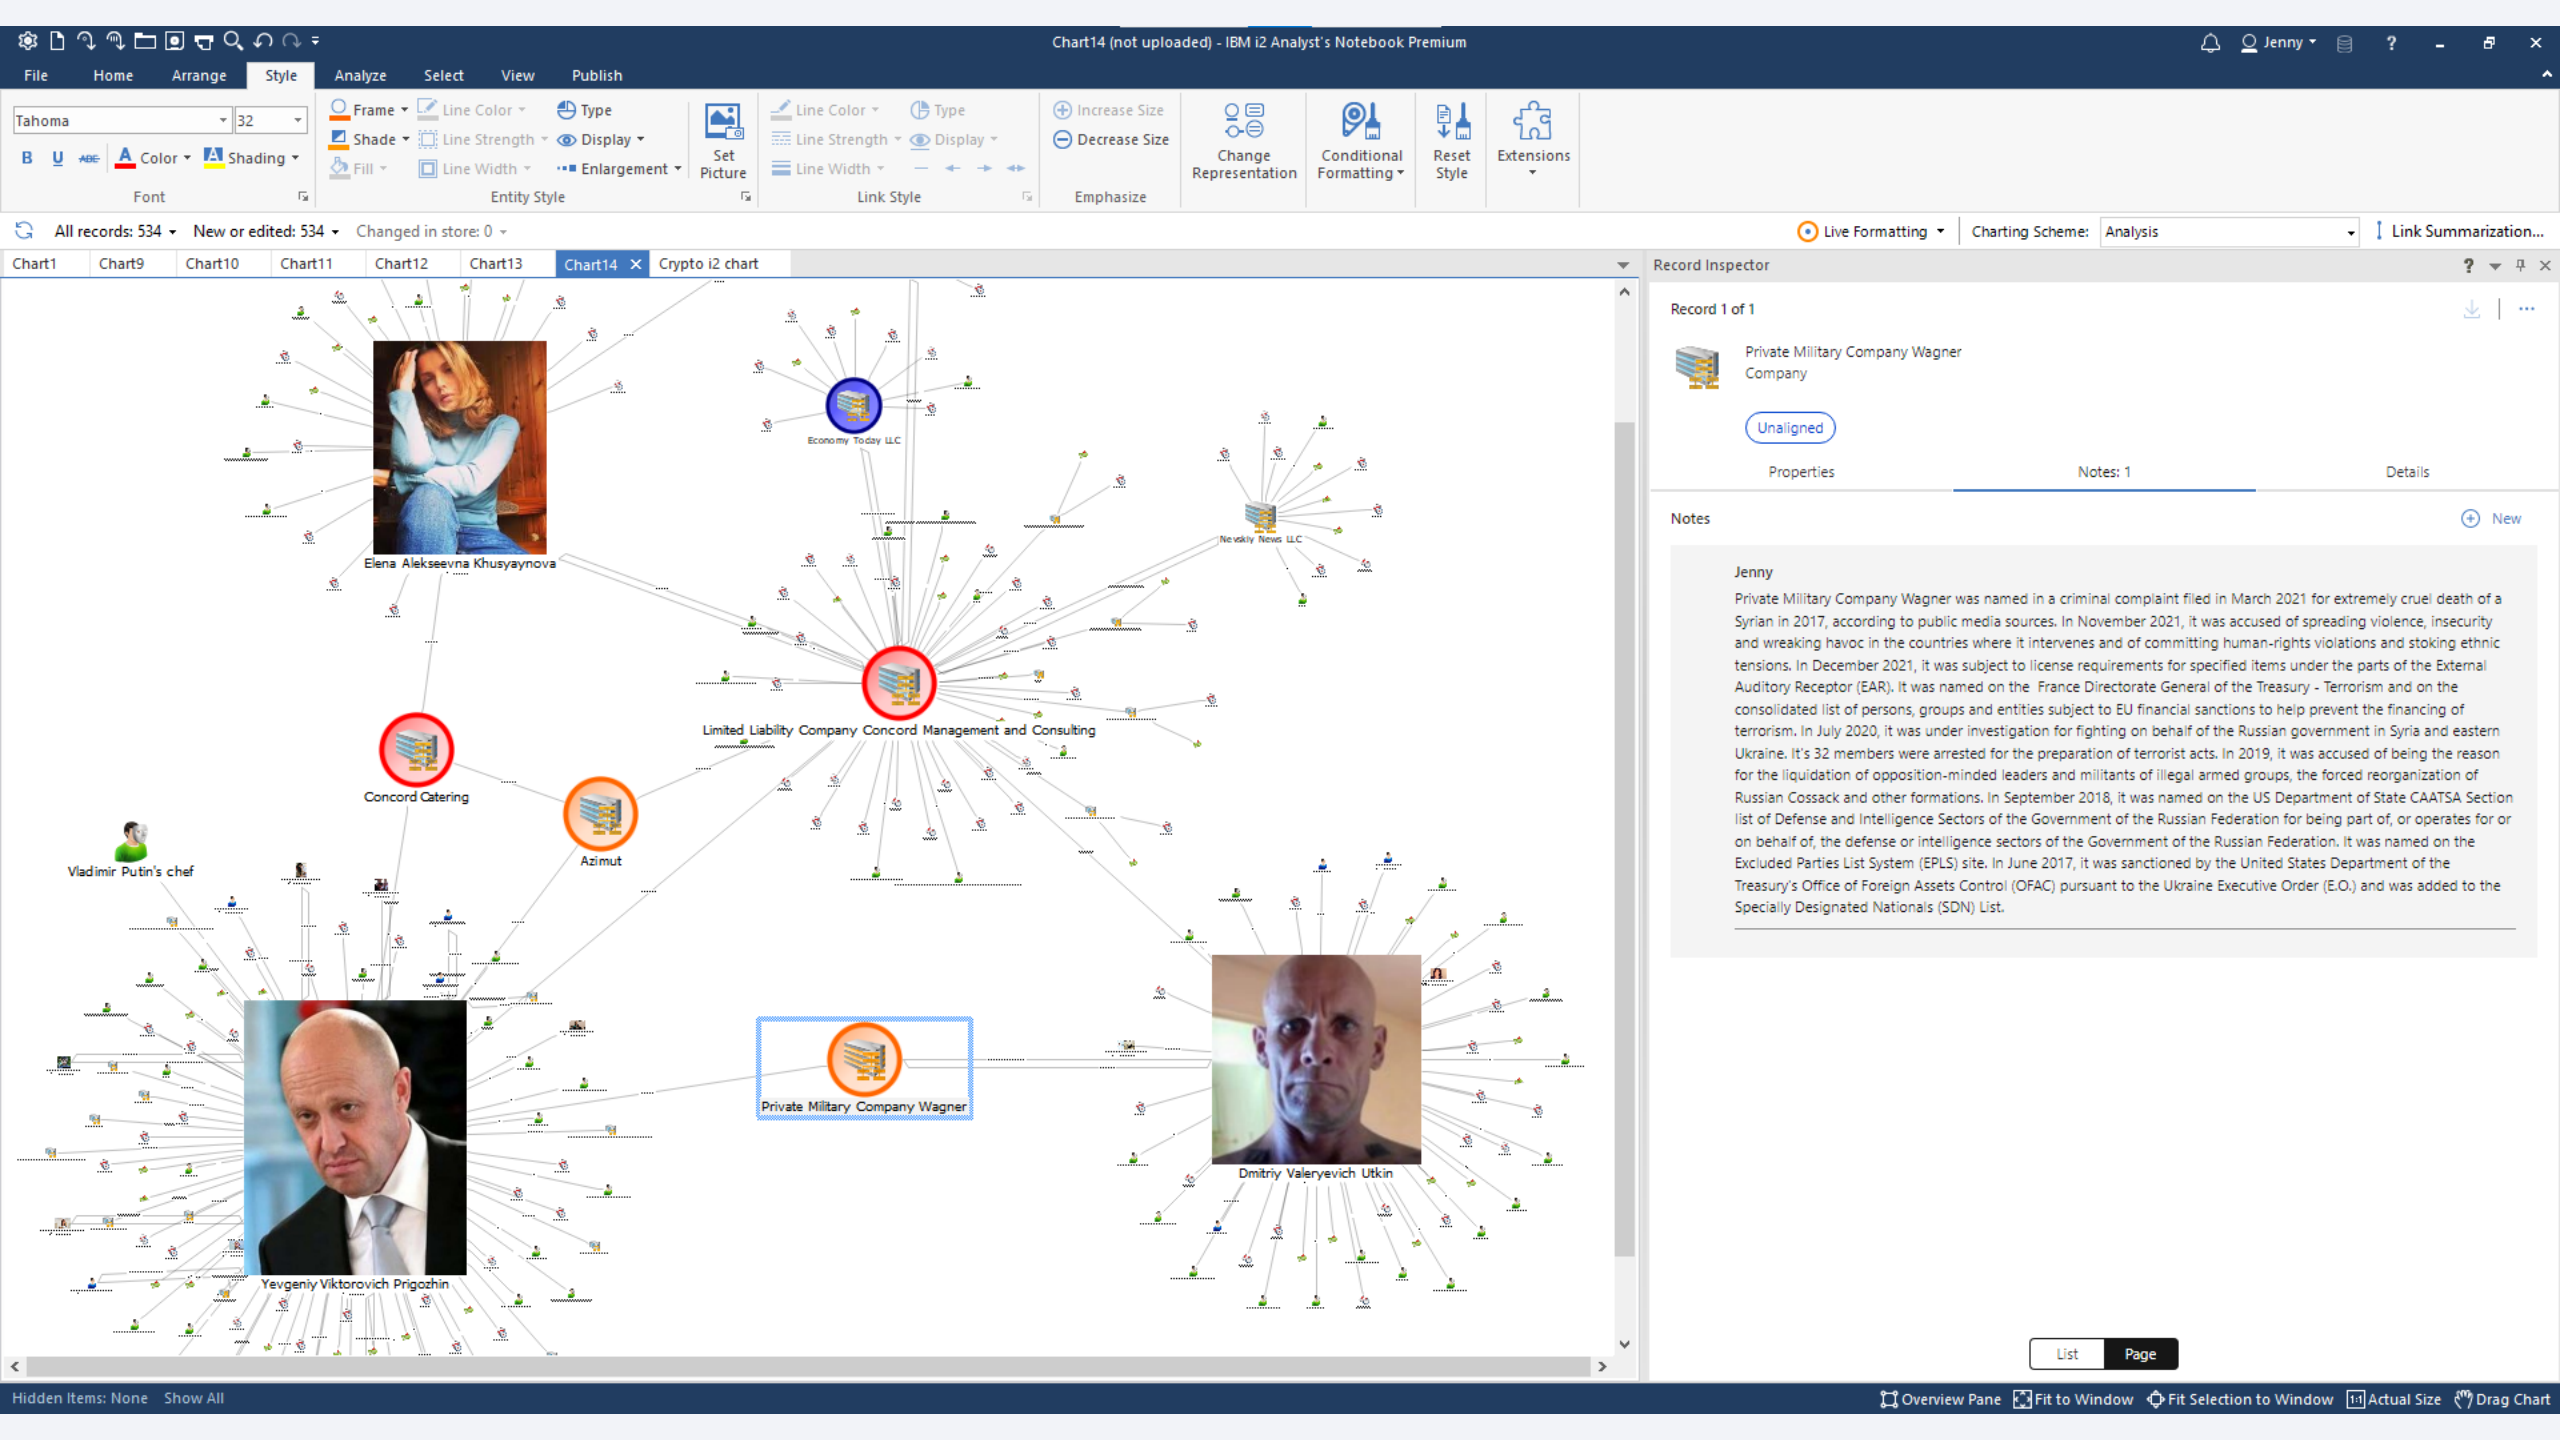 Chart14 (not uploaded) - IBM i2 Analyst's Notebook Premium
Jenny
?
File Home Arrange Style Analyze Select View Publish
Tahoma 32
B U ABC A Color A Shading
Font
Frame Line Color Type
Shade Line Strength Display
Fill Line Width Enlargement
Entity Style
Set
Picture
Line Color Type
Line Strength Display
Line Width
Link Style
Increase Size
Decrease Size
Emphasize
Change
Representation
Conditional
Formatting
Reset
Style
Extensions
All records: 534 New or edited: 534 Changed in store: 0
Live Formatting Charting Scheme: Analysis Link Summarization...
Chart1 Chart9 Chart10 Chart11 Chart12 Chart13 Chart14 Crypto i2 chart
Economy Today LLC
Nevskiy News LLC
Elena Alekseevna Khusyaynova
Limited Liability Company Concord Management and Consulting
Concord Catering
Azimut
Vladimir Putin's chef
Private Military Company Wagner
Dmitriy Valeryevich Utkin
Yevgeniy Viktorovich Prigozhin
Record Inspector ?
Record 1 of 1
Private Military Company Wagner
Company
Unaligned
Properties Notes: 1 Details
Notes New
Jenny
Private Military Company Wagner was named in a criminal complaint filed in March 2021 for extremely cruel death of a
Syrian in 2017, according to public media sources. In November 2021, it was accused of spreading violence, insecurity
and wreaking havoc in the countries where it intervenes and of committing human-rights violations and stoking ethnic
tensions. In December 2021, it was subject to license requirements for specified items under the parts of the External
Auditory Receptor (EAR). It was named on the France Directorate General of the Treasury - Terrorism and on the
consolidated list of persons, groups and entities subject to EU financial sanctions to help prevent the financing of
terrorism. In July 2020, it was under investigation for fighting on behalf of the Russian government in Syria and eastern
Ukraine. It's 32 members were arrested for the preparation of terrorist acts. In 2019, it was accused of being the reason
for the liquidation of opposition-minded leaders and militants of illegal armed groups, the forced reorganization of
Russian Cossack and other formations. In September 2018, it was named on the US Department of State CAATSA Section
list of Defense and Intelligence Sectors of the Government of the Russian Federation for being part of, or operates for or
on behalf of, the defense or intelligence sectors of the Government of the Russian Federation. It was named on the
Excluded Parties List System (EPLS) site. In June 2017, it was sanctioned by the United States Department of the
Treasury's Office of Foreign Assets Control (OFAC) pursuant to the Ukraine Executive Order (E.O.) and was added to the
Specially Designated Nationals (SDN) List.
List Page
Hidden Items: None Show All
Overview Pane Fit to Window Fit Selection to Window 1:1 Actual Size Drag Chart